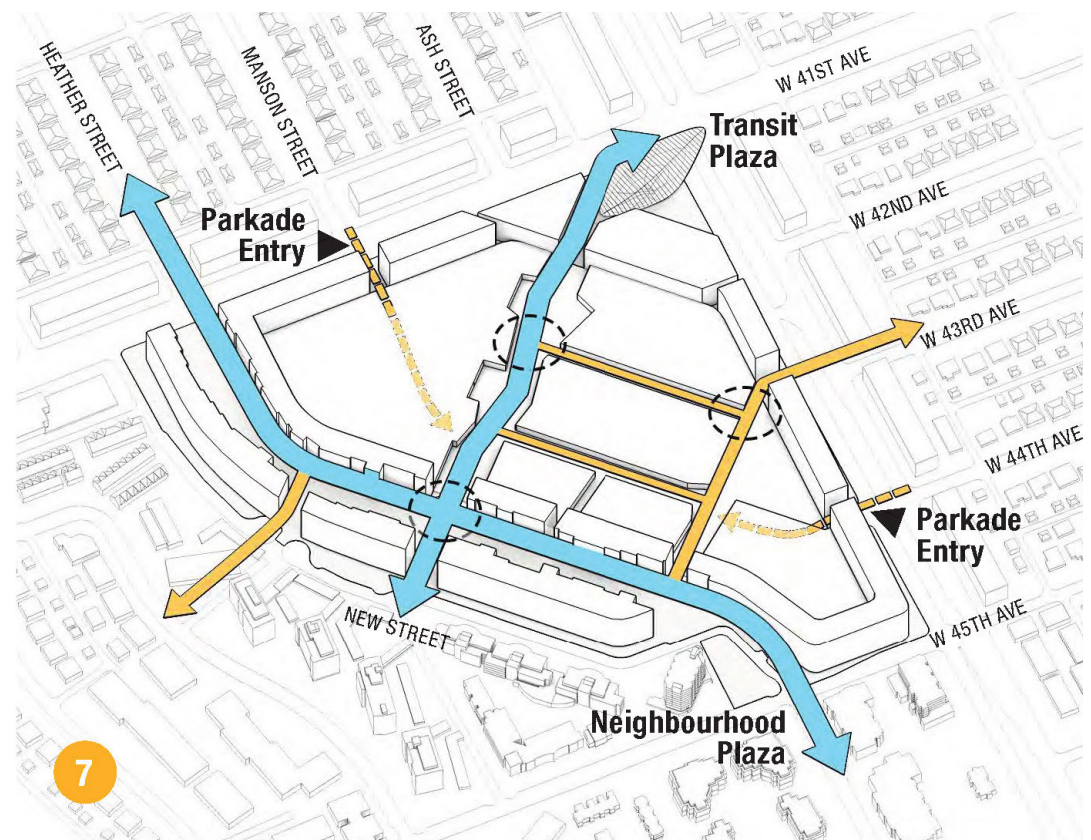 HEATHER STREET
MANSON STREET
ASH STREET
W 41ST AVE
Transit
Plaza
W 42ND AVE
Parkade
Entry
W 43RD AVE
W 44TH AVE
Parkade
Entry
NEW STREET
W 45TH AVE
Neighbourhood
Plaza
7